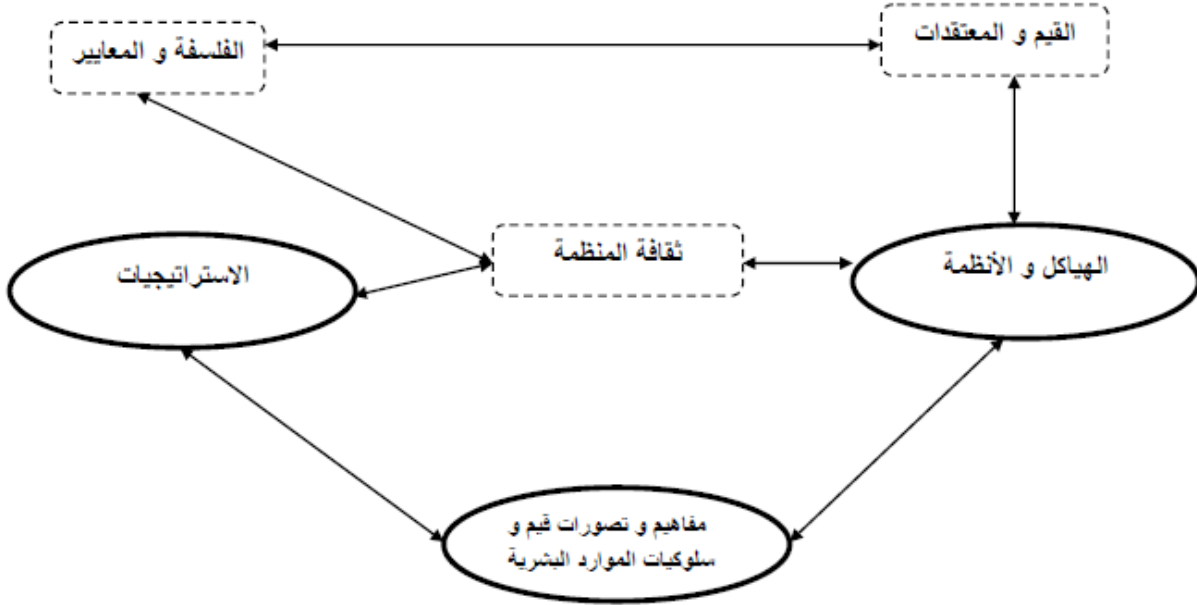 القيم و المعتقدات
الفلسفة و المعايير
ثقافة المنظمة
الهياكل و الأنظمة
الاستراتيجيات
مفاهيم و تصورات قيم و
سلوكيات الموارد البشرية